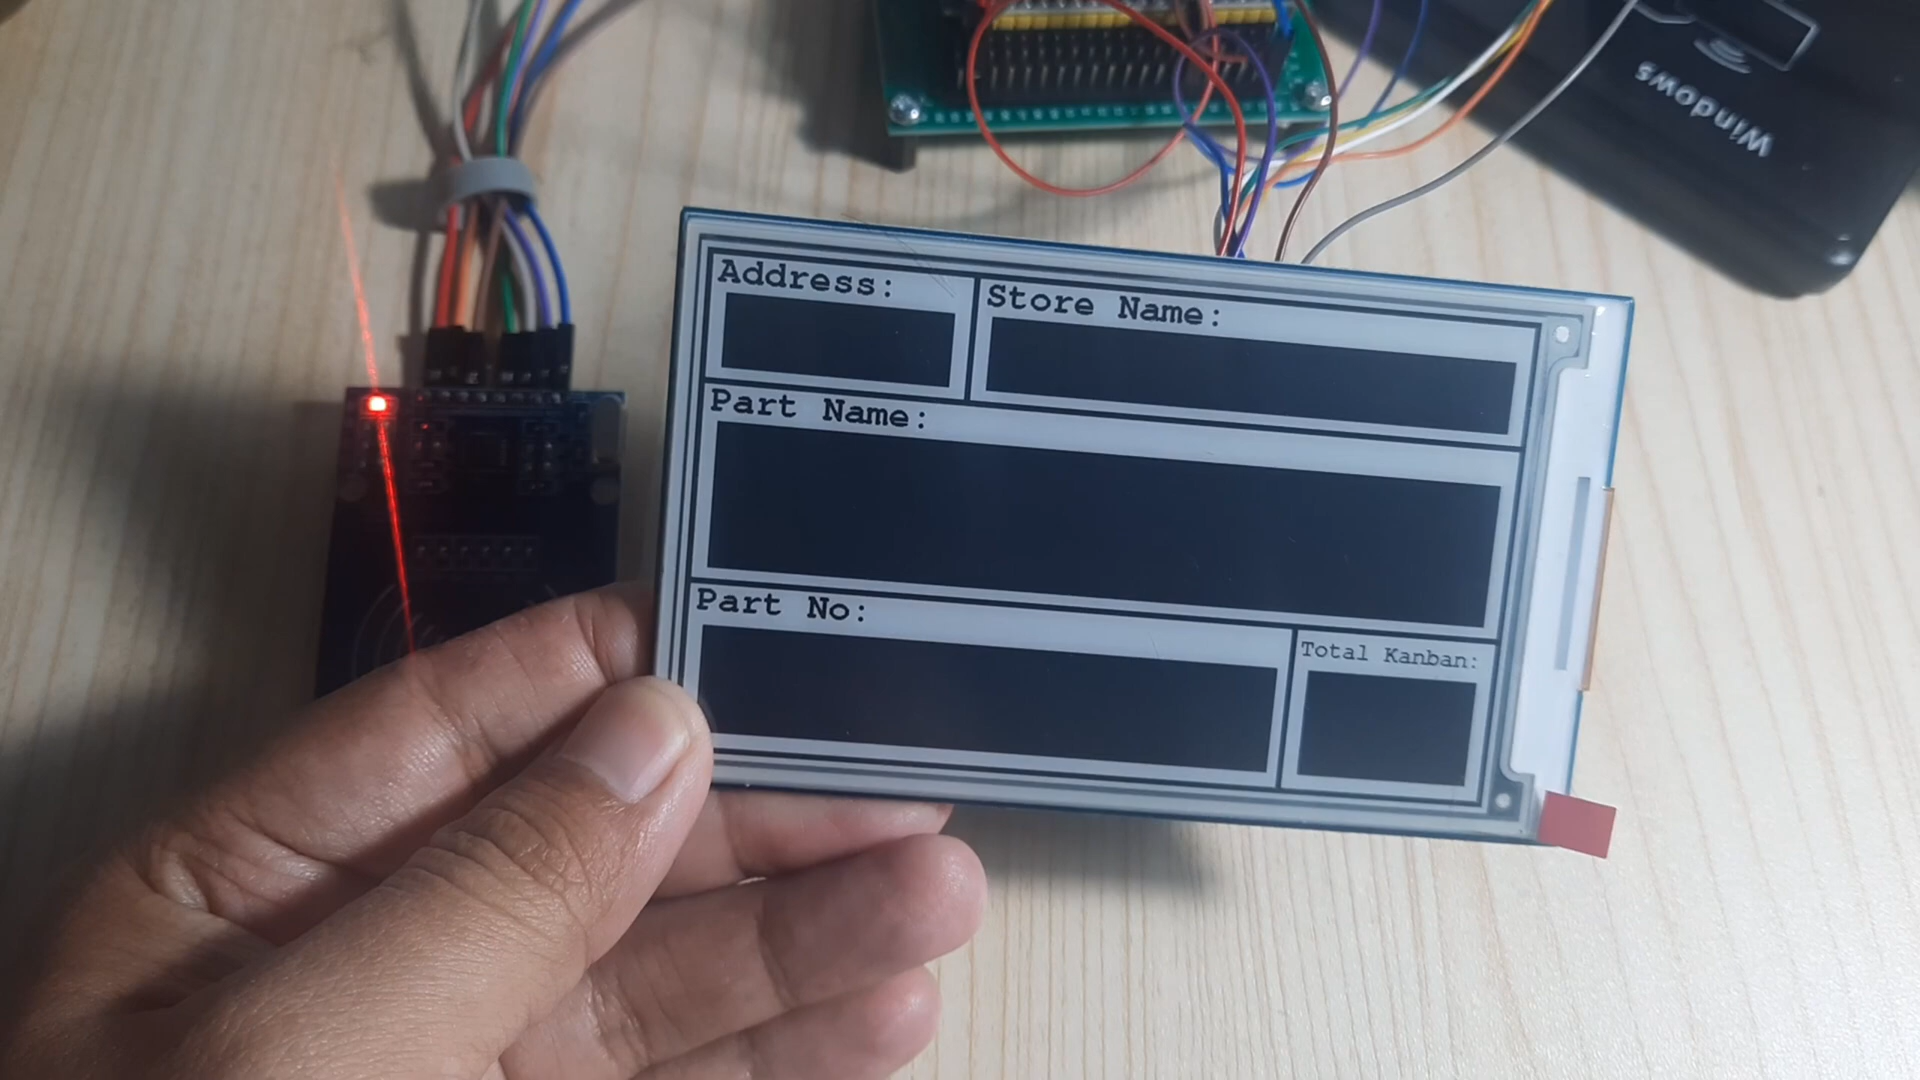 Windows
Address:
Store Name:
Part Name:
Part No:
Total Kanban: